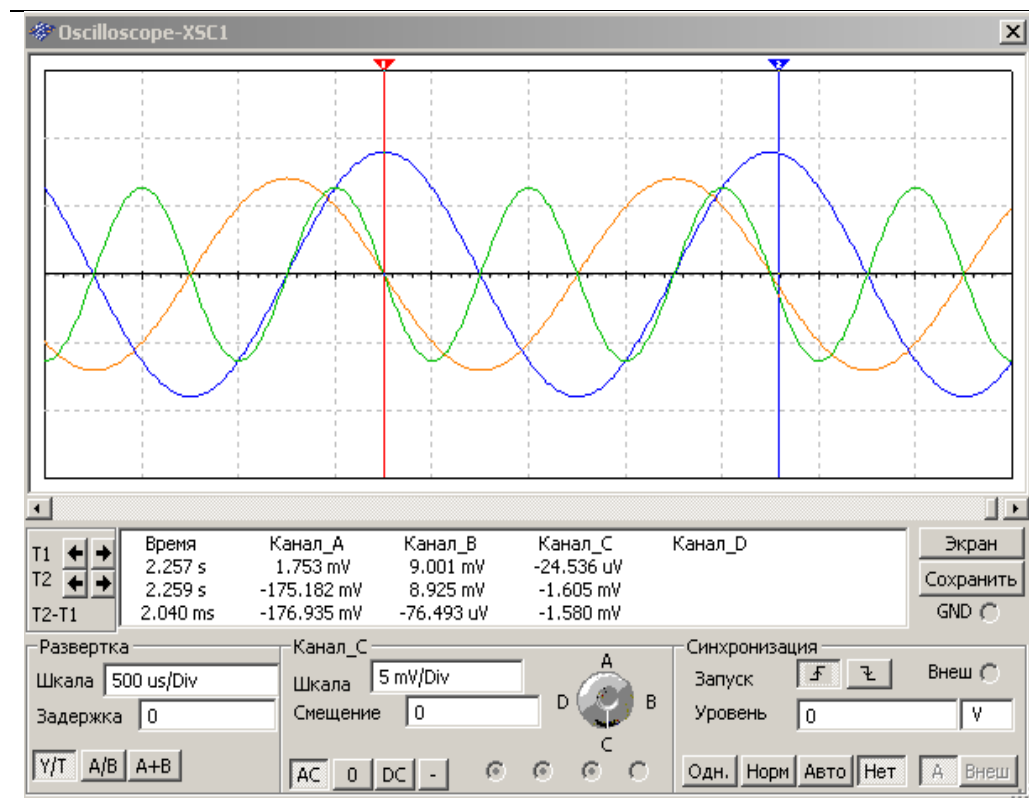 Oscilloscope-XSC1
1
2
Время Канал_A Канал_B Канал_C Канал_D
T1 2.257 s 1.753 mV 9.001 mV -24.536 uV
T2 2.259 s -175.182 mV 8.925 mV -1.605 mV
T2-T1 2.040 ms -176.935 mV -76.493 uV -1.580 mV
Экран
Сохранить
GND
Развертка
Шкала 500 us/Div
Задержка 0
Y/T A/B A+B
Канал_C
Шкала 5 mV/Div
Смещение 0
A
D B
C
AC 0 DC -
Синхронизация
Запуск Внеш
Уровень 0 V
Одн. Норм Авто Нет A Внеш